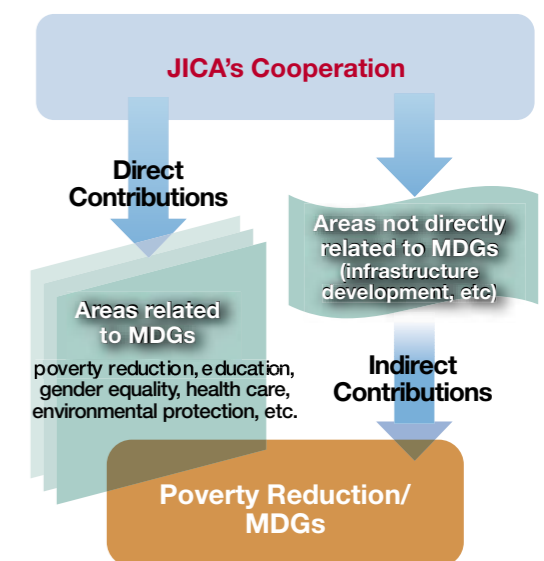 JICA's Cooperation
Direct
Contributions
Areas related
to MDGs
poverty reduction, education,
gender equality, health care,
environmental protection, etc.
Areas not directly
related to MDGs
(infrastructure
development, etc)
Indirect
Contributions
Poverty Reduction/
MDGs